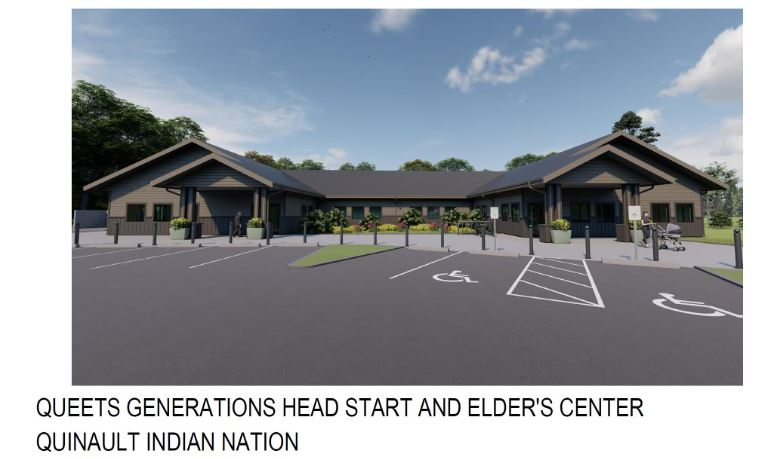 QUEETS GENERATIONS HEAD START AND ELDER'S CENTER
QUINAULT INDIAN NATION